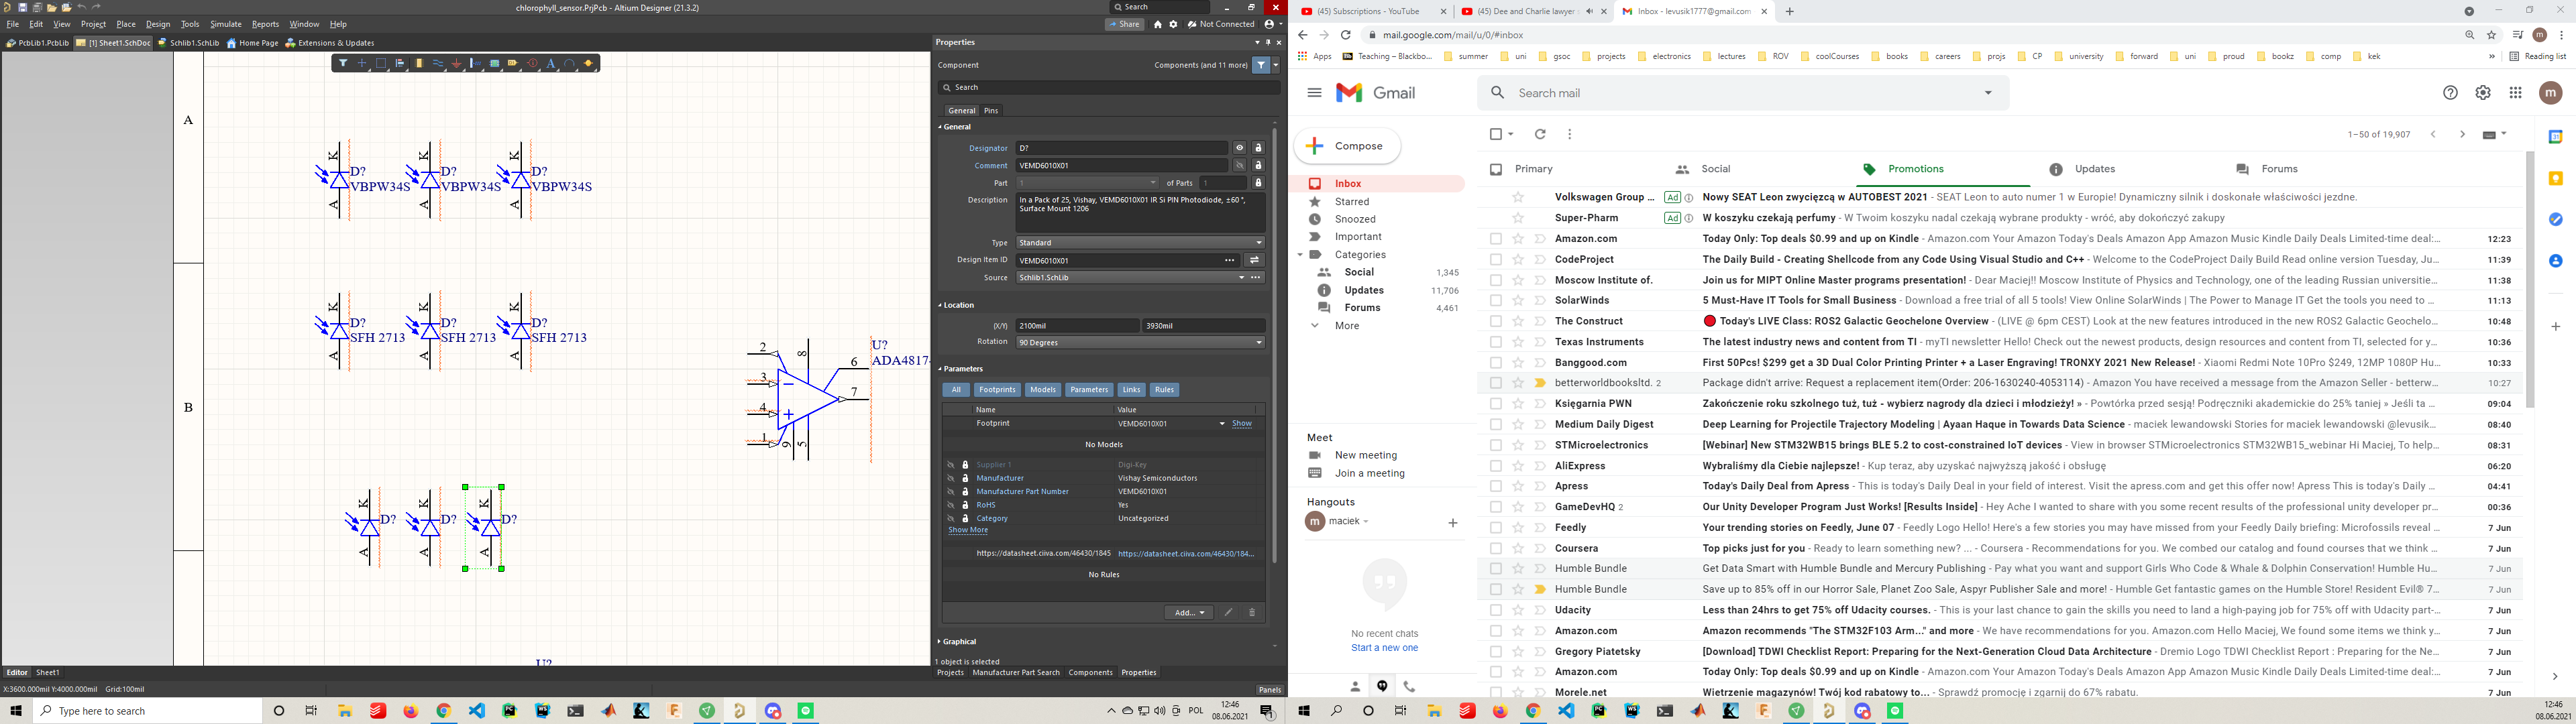 chlorophyll_sensor.PrjPcb - Altium Designer (21.3.2)
Search
File Edit View Project Place Design Tools Simulate Reports Window Help
Share
Not Connected
PcbLib1.PcbLib
[1] Sheet1.SchDoc
Schlib1.SchLib
Home Page
Extensions & Updates
A
B
K
A
D?
VBPW34S
K
A
D?
VBPW34S
K
A
D?
VBPW34S
K
A
D?
SFH 2713
K
A
D?
SFH 2713
K
A
D?
SFH 2713
K
A
D?
K
A
D?
K
A
D?
U?
ADA4817-
2
3
4
1
8
6
7
9
5
U?
Editor Sheet1
X:3600.000mil Y:4000.000mil Grid:100mil
Properties
Component
Components (and 11 more)
Search
General Pins
General
Designator D?
Comment VEMD6010X01
Part 1 of Parts 1
Description In a Pack of 25, Vishay, VEMD6010X01 IR Si PIN Photodiode, ±60 °,
Surface Mount 1206
Type Standard
Design Item ID VEMD6010X01
Source Schlib1.SchLib
Location
(X/Y) 2100mil 3930mil
Rotation 90 Degrees
Parameters
All Footprints Models Parameters Links Rules
Name Value
Footprint VEMD6010X01 Show
No Models
Supplier 1 Digi-Key
Manufacturer Vishay Semiconductors
Manufacturer Part Number VEMD6010X01
RoHS Yes
Category Uncategorized
Show More
https://datasheet.ciiva.com/46430/1845 https://datasheet.ciiva.com/46430/184...
No Rules
Add...
Graphical
1 object is selected
Projects Manufacturer Part Search Components Properties
Panels
Type here to search
POL
12:46
08.06.2021
(45) Subscriptions - YouTube
(45) Dee and Charlie lawyer
Inbox - levusik1777@gmail.com
mail.google.com/mail/u/0/#inbox
Apps Teaching – Blackbo... summer uni gsoc projects electronics lectures ROV coolCourses books careers projs CP university forward uni proud bookz comp kek » Reading list
Gmail
Search mail
m
1–50 of 19,907
Compose
Inbox
Starred
Snoozed
Important
Categories
Social 1,345
Updates 11,706
Forums 4,461
More
Meet
New meeting
Join a meeting
Hangouts
maciek
No recent chats
Start a new one
Primary Social Promotions Updates Forums
Volkswagen Group ... Ad Nowy SEAT Leon zwycięzcą w AUTOBEST 2021 - SEAT Leon to auto numer 1 w Europie! Dynamiczny silnik i doskonałe właściwości jezdne.
Super-Pharm Ad W koszyku czekają perfumy - W Twoim koszyku nadal czekają wybrane produkty - wróć, aby dokończyć zakupy
Amazon.com Today Only: Top deals $0.99 and up on Kindle - Amazon.com Your Amazon Today's Deals Amazon App Amazon Music Kindle Daily Deals Limited-time deal:... 12:23
CodeProject The Daily Build - Creating Shellcode from any Code Using Visual Studio and C++ - Welcome to the CodeProject Daily Build Read online version Tuesday, Ju... 11:39
Moscow Institute of. Join us for MIPT Online Master programs presentation! - Dear Maciej!! Moscow Institute of Physics and Technology, one of the leading Russian universitie... 11:38
SolarWinds 5 Must-Have IT Tools for Small Business - Download a free trial of all 5 tools! View Online SolarWinds | The Power to Manage IT Get the tools you need to ... 11:13
The Construct Today's LIVE Class: ROS2 Galactic Geochelone Overview - (LIVE @ 6pm CEST) Look at the new features introduced in the new ROS2 Galactic Geochelo... 10:48
Texas Instruments The latest industry news and content from TI - myTI newsletter Hello! Check out the newest products, design resources and content from TI, selected for y... 10:36
Banggood.com First 50Pcs! $299 get a 3D Dual Color Printing Printer + a Laser Engraving! TRONXY 2021 New Release! - Xiaomi Redmi Note 10Pro $249, 12MP 1080P Hu... 10:33
betterworldbooksltd. 2 Package didn't arrive: Request a replacement item(Order: 206-1630240-4053114) - Amazon You have received a message from the Amazon Seller - betterw... 10:27
Księgarnia PWN Zakończenie roku szkolnego tuż, tuż - wybierz nagrody dla dzieci i młodzieży! » - Powtórka przed sesją! Podręczniki akademickie do 25% taniej » Jeśli ta ... 09:04
Medium Daily Digest Deep Learning for Projectile Trajectory Modeling | Ayaan Haque in Towards Data Science - maciek lewandowski Stories for maciek lewandowski @levusik... 08:40
STMicroelectronics [Webinar] New STM32WB15 brings BLE 5.2 to cost-constrained IoT devices - View in browser STMicroelectronics STM32WB15_webinar Hi Maciej, To help... 08:31
AliExpress Wybraliśmy dla Ciebie najlepsze! - Kup teraz, aby uzyskać najwyższą jakość i obsługę 06:20
Apress Today's Daily Deal from Apress - This is today's Daily Deal in your field of interest. Visit the apress.com and get this offer now! Apress This is today's Daily ... 04:41
GameDevHQ 2 Our Unity Developer Program Just Works! [Results Inside] - Hey Ache I wanted to share with you some recent results of the professional unity developer pr... 00:36
Feedly Your trending stories on Feedly, June 07 - Feedly Logo Hello! Here's a few stories you may have missed from your Feedly Daily briefing: Microfossils reveal ... 7 Jun
Coursera Top picks just for you - Ready to learn something new? ... - Coursera - Recommendations for you. We combed our catalog and found courses that we think ... 7 Jun
Humble Bundle Get Data Smart with Humble Bundle and Mercury Publishing - Pay what you want and support Girls Who Code & Whale & Dolphin Conservation! Humble Hu... 7 Jun
Humble Bundle Save up to 85% off in our Horror Sale, Planet Zoo Sale, Aspyr Publisher Sale and more! - Humble Get fantastic games on the Humble Store! Resident Evil® 7... 7 Jun
Udacity Less than 24hrs to get 75% off Udacity courses. - This is your last chance to gain the skills you need to land a high-paying job for 75% off with Udacity part-... 7 Jun
Amazon.com Amazon recommends "The STM32F103 Arm..." and more - We have recommendations for you. Amazon.com Hello Maciej, We found some items we think y... 7 Jun
Gregory Piatetsky [Download] TDWI Checklist Report: Preparing for the Next-Generation Cloud Data Architecture - Dremio Logo TDWI Checklist Report : Preparing for the Ne... 7 Jun
Amazon.com Today Only: Top deals $0.99 and up on Kindle - Amazon.com Your Amazon Today's Deals Amazon App Amazon Music Kindle Daily Deals Limited-time deal:... 7 Jun
Morele.net Wietrzenie magazynów! Twój kod rabatowy to... - Sprawdź promocję i zgarnij do 67% rabatu. 7 Jun
12:46
08.06.2021